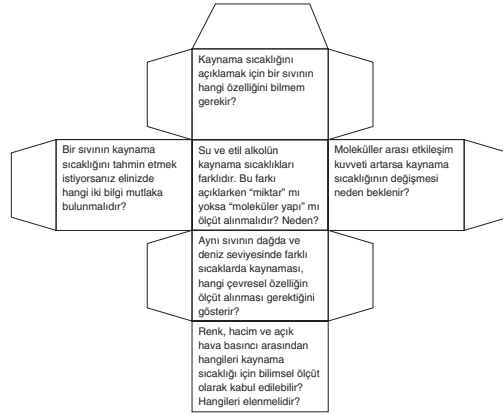 Kaynama sıcaklığını
açıklamak için bir sıvının
hangi özelliğini bilmem
gerekir?
Bir sıvının kaynama
sıcaklığını tahmin etmek
istiyorsanız elinizde
hangi iki bilgi mutlaka
bulunmalıdır?
Su ve etil alkolün
kaynama sıcaklıkları
farklıdır. Bu farkı
açıklarken “miktar” mı
yoksa “moleküler yapı” mı
ölçüt alınmalıdır? Neden?
Moleküller arası etkileşim
kuvveti artarsa kaynama
sıcaklığının değişmesi
neden beklenir?
Aynı sıvının dağda ve
deniz seviyesinde farklı
sıcaklarda kaynaması,
hangi çevresel özelliğin
ölçüt alınması gerektiğini
gösterir?
Renk, hacim ve açık
hava basıncı arasından
hangileri kaynama
sıcaklığı için bilimsel ölçüt
olarak kabul edilebilir?
Hangileri elenmelidir?